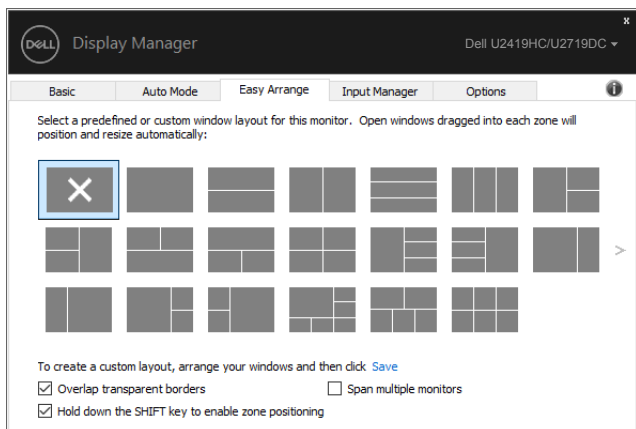 x
DELL Display Manager Dell U2419HC/U2719DC
Basic Auto Mode Easy Arrange Input Manager Options
Select a predefined or custom window layout for this monitor. Open windows dragged into each zone will
position and resize automatically:
To create a custom layout, arrange your windows and then click Save
Overlap transparent borders Span multiple monitors
Hold down the SHIFT key to enable zone positioning